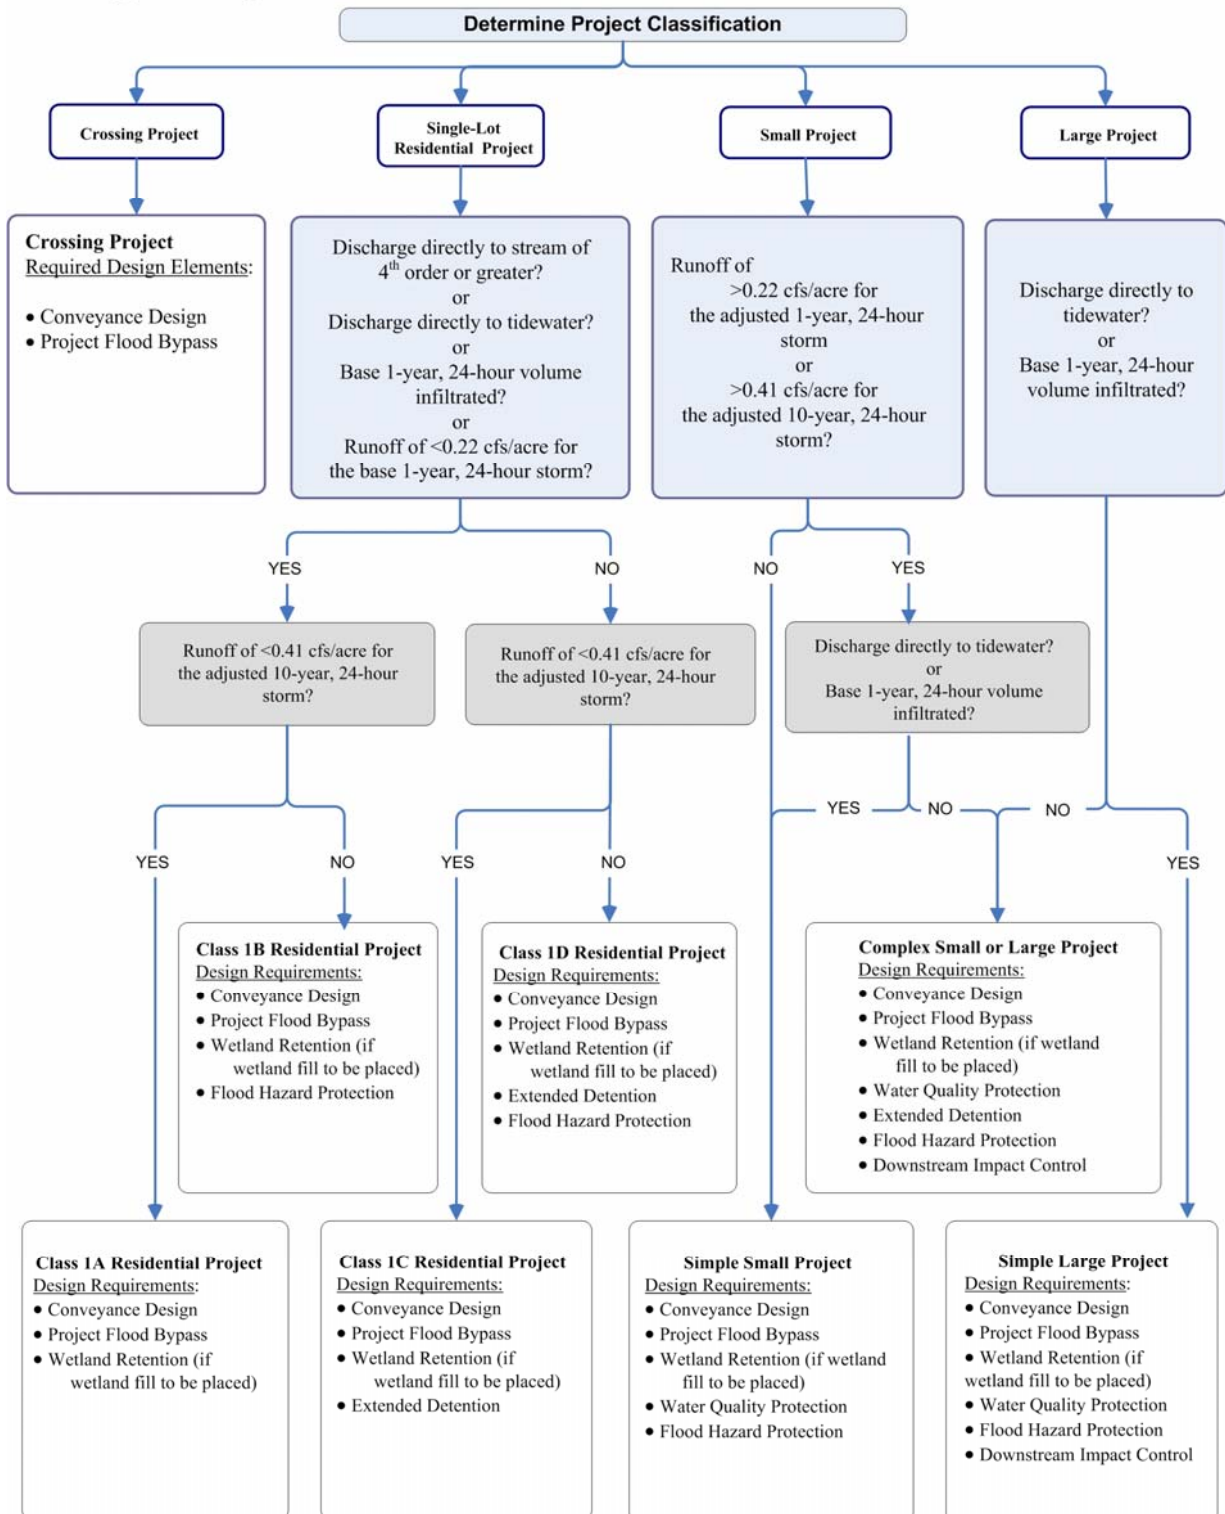 Determine Project Classification
Crossing Project
Single-Lot
Residential Project
Small Project
Large Project
Crossing Project
Required Design Elements:
• Conveyance Design
• Project Flood Bypass
Discharge directly to stream of
4th order or greater?
or
Discharge directly to tidewater?
or
Base 1-year, 24-hour volume
infiltrated?
or
Runoff of <0.22 cfs/acre for
the base 1-year, 24-hour storm?
Runoff of
>0.22 cfs/acre for
the adjusted 1-year, 24-hour
storm
or
>0.41 cfs/acre for
the adjusted 10-year, 24-hour
storm?
Discharge directly to
tidewater?
or
Base 1-year, 24-hour
volume infiltrated?
YES
NO
NO
YES
Runoff of <0.41 cfs/acre for
the adjusted 10-year, 24-hour
storm?
Runoff of <0.41 cfs/acre for
the adjusted 10-year, 24-hour
storm?
Discharge directly to tidewater?
or
Base 1-year, 24-hour volume
infiltrated?
YES
NO
NO
YES
NO
YES
NO
YES
Class 1B Residential Project
Design Requirements:
• Conveyance Design
• Project Flood Bypass
• Wetland Retention (if
wetland fill to be placed)
• Flood Hazard Protection
Class 1D Residential Project
Design Requirements:
• Conveyance Design
• Project Flood Bypass
• Wetland Retention (if
wetland fill to be placed)
• Extended Detention
• Flood Hazard Protection
Complex Small or Large Project
Design Requirements:
• Conveyance Design
• Project Flood Bypass
• Wetland Retention (if wetland
fill to be placed)
• Water Quality Protection
• Extended Detention
• Flood Hazard Protection
• Downstream Impact Control
Class 1A Residential Project
Design Requirements:
• Conveyance Design
• Project Flood Bypass
• Wetland Retention (if
wetland fill to be placed)
Class 1C Residential Project
Design Requirements:
• Conveyance Design
• Project Flood Bypass
• Wetland Retention (if
wetland fill to be placed)
• Extended Detention
Simple Small Project
Design Requirements:
• Conveyance Design
• Project Flood Bypass
• Wetland Retention (if wetland
fill to be placed)
• Water Quality Protection
• Flood Hazard Protection
Simple Large Project
Design Requirements:
• Conveyance Design
• Project Flood Bypass
• Wetland Retention (if
wetland fill to be placed)
• Water Quality Protection
• Flood Hazard Protection
• Downstream Impact Control